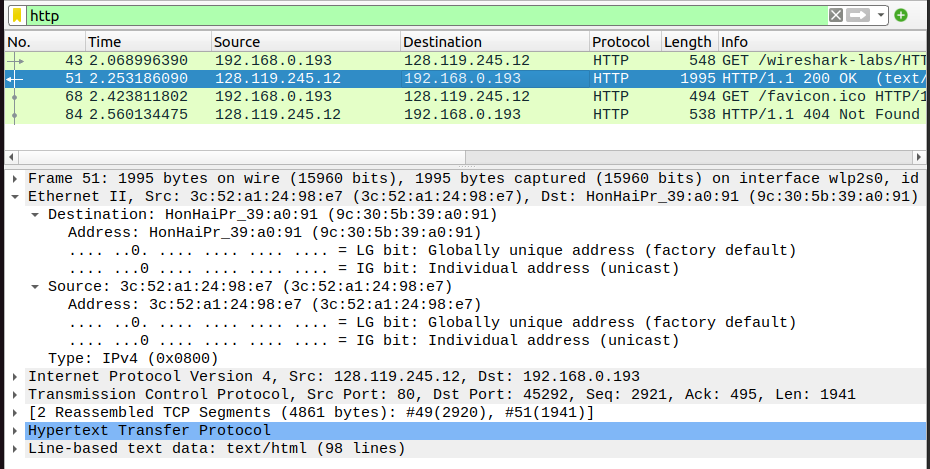 http
No. Time Source Destination Protocol Length Info
43 2.068996390 192.168.0.193 128.119.245.12 HTTP 548 GET /wireshark-labs/HTT
51 2.253186090 128.119.245.12 192.168.0.193 HTTP 1995 HTTP/1.1 200 OK (text/
68 2.423811802 192.168.0.193 128.119.245.12 HTTP 494 GET /favicon.ico HTTP/1
84 2.560134475 128.119.245.12 192.168.0.193 HTTP 538 HTTP/1.1 404 Not Found
Frame 51: 1995 bytes on wire (15960 bits), 1995 bytes captured (15960 bits) on interface wlp2s0, id
Ethernet II, Src: 3c:52:a1:24:98:e7 (3c:52:a1:24:98:e7), Dst: HonHaiPr_39:a0:91 (9c:30:5b:39:a0:91)
Destination: HonHaiPr_39:a0:91 (9c:30:5b:39:a0:91)
Address: HonHaiPr_39:a0:91 (9c:30:5b:39:a0:91)
.... ..0. .... .... .... .... = LG bit: Globally unique address (factory default)
.... ...0 .... .... .... .... = IG bit: Individual address (unicast)
Source: 3c:52:a1:24:98:e7 (3c:52:a1:24:98:e7)
Address: 3c:52:a1:24:98:e7 (3c:52:a1:24:98:e7)
.... ..0. .... .... .... .... = LG bit: Globally unique address (factory default)
.... ...0 .... .... .... .... = IG bit: Individual address (unicast)
Type: IPv4 (0x0800)
Internet Protocol Version 4, Src: 128.119.245.12, Dst: 192.168.0.193
Transmission Control Protocol, Src Port: 80, Dst Port: 45292, Seq: 2921, Ack: 495, Len: 1941
[2 Reassembled TCP Segments (4861 bytes): #49(2920), #51(1941)]
Hypertext Transfer Protocol
Line-based text data: text/html (98 lines)